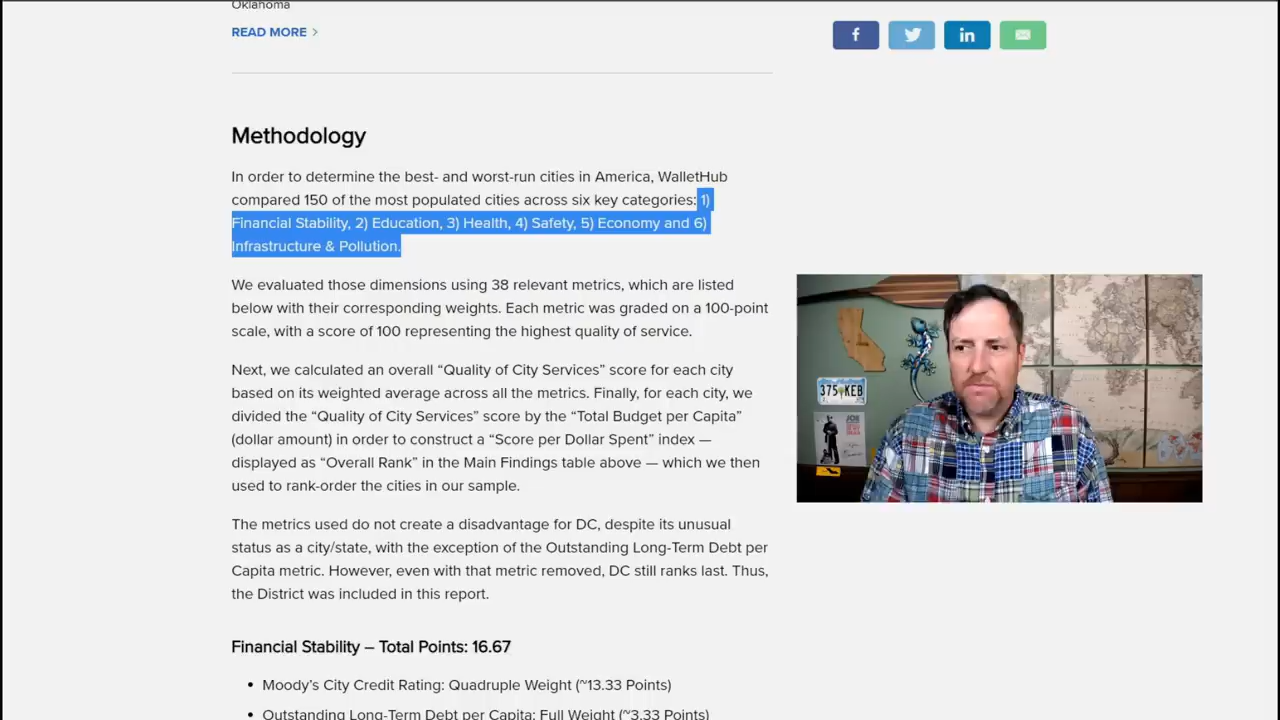 Oklahoma
READ MORE >
Methodology
In order to determine the best- and worst-run cities in America, WalletHub
compared 150 of the most populated cities across six key categories: 1)
Financial Stability, 2) Education, 3) Health, 4) Safety, 5) Economy and 6)
Infrastructure & Pollution.
We evaluated those dimensions using 38 relevant metrics, which are listed
below with their corresponding weights. Each metric was graded on a 100-point
scale, with a score of 100 representing the highest quality of service.
Next, we calculated an overall “Quality of City Services” score for each city
based on its weighted average across all the metrics. Finally, for each city, we
divided the “Quality of City Services” score by the “Total Budget per Capita”
(dollar amount) in order to construct a “Score per Dollar Spent” index —
displayed as “Overall Rank” in the Main Findings table above — which we then
used to rank-order the cities in our sample.
The metrics used do not create a disadvantage for DC, despite its unusual
status as a city/state, with the exception of the Outstanding Long-Term Debt per
Capita metric. However, even with that metric removed, DC still ranks last. Thus,
the District was included in this report.
Financial Stability – Total Points: 16.67
• Moody’s City Credit Rating: Quadruple Weight (~13.33 Points)
• Outstanding Long-Term Debt per Capita: Full Weight (~3.33 Points)
f
in
375 KEB
JOB